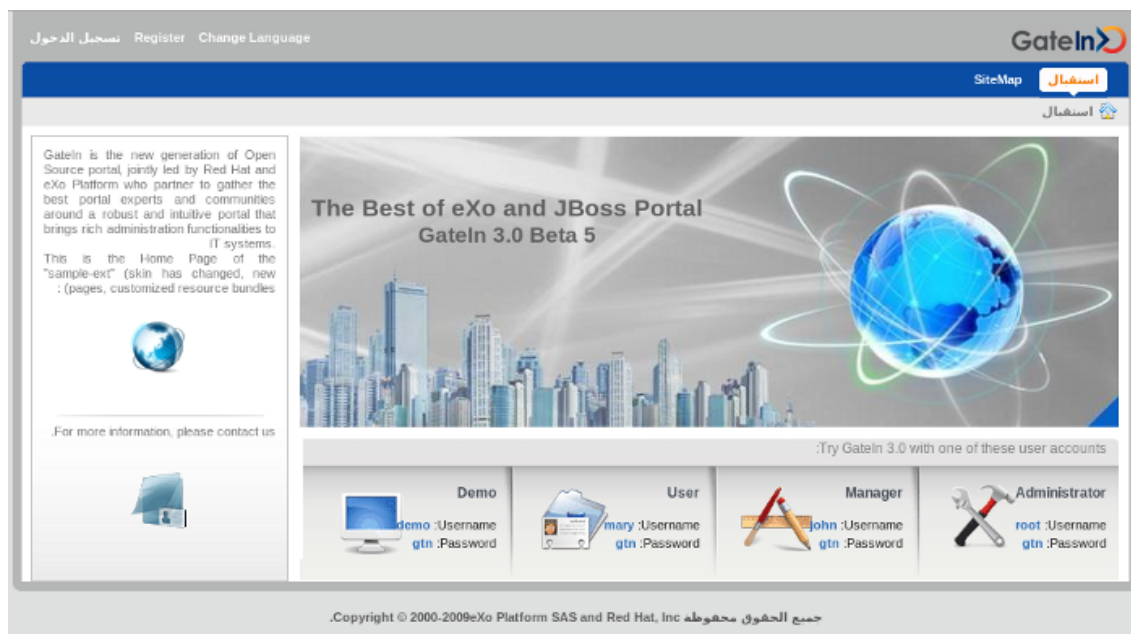 GateIn
تسجيل الدخول Register Change Language
استقبال SiteMap
استقبال
GateIn is the new generation of Open
Source portal, jointly led by Red Hat and
eXo Platform who partner to gather the
best portal experts and communities
around a robust and intuitive portal that
brings rich administration functionalities to
IT systems.
This is the Home Page of the
"sample-ext" (skin has changed, new
: (pages, customized resource bundles
.For more information, please contact us
The Best of eXo and JBoss Portal
GateIn 3.0 Beta 5
:Try GateIn 3.0 with one of these user accounts
Administrator
root :Username
gtn :Password
Manager
john :Username
gtn :Password
User
mary :Username
gtn :Password
Demo
demo :Username
gtn :Password
.Copyright © 2000-2009eXo Platform SAS and Red Hat, Inc جميع الحقوق محفوظة